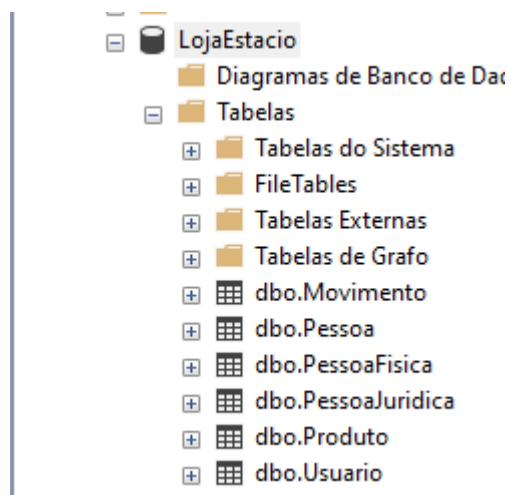 LojaEstacio
Diagramas de Banco de
Tabelas
Tabelas do Sistema
FileTables
Tabelas Externas
Tabelas de Grafo
dbo.Movimento
dbo.Pessoa
dbo.PessoaFisica
dbo.PessoaJuridica
dbo.Produto
dbo.Usuario